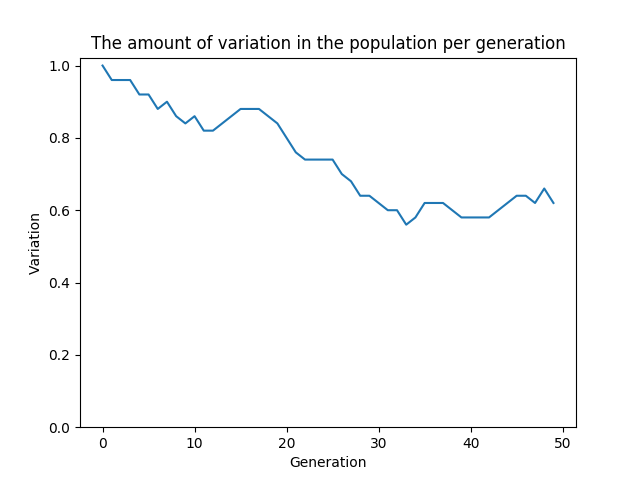 The amount of variation in the population per generation
1.0
0.8
0.6
0.4
0.2
0.0
Variation
0 10 20 30 40 50
Generation